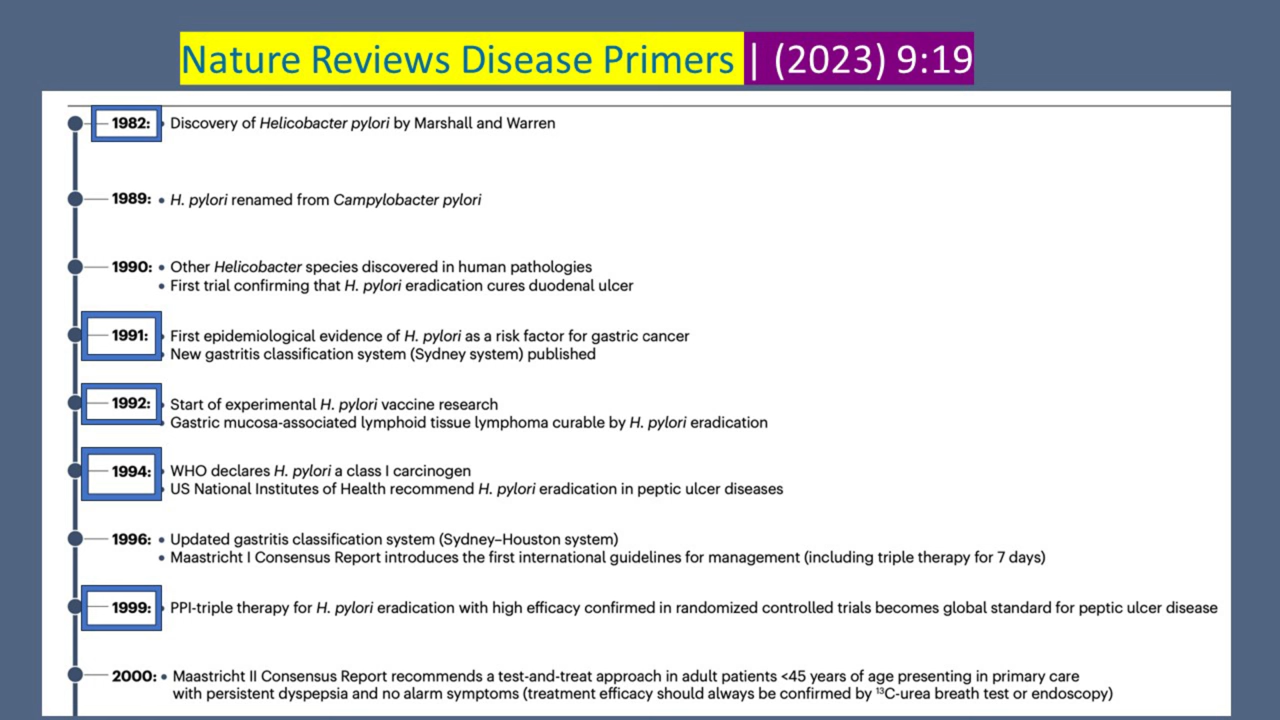 Nature Reviews Disease Primers | (2023) 9:19
1982: • Discovery of Helicobacter pylori by Marshall and Warren
1989: • H. pylori renamed from Campylobacter pylori
1990: • Other Helicobacter species discovered in human pathologies
• First trial confirming that H. pylori eradication cures duodenal ulcer
1991: • First epidemiological evidence of H. pylori as a risk factor for gastric cancer
• New gastritis classification system (Sydney system) published
1992: • Start of experimental H. pylori vaccine research
• Gastric mucosa-associated lymphoid tissue lymphoma curable by H. pylori eradication
1994: • WHO declares H. pylori a class I carcinogen
• US National Institutes of Health recommend H. pylori eradication in peptic ulcer diseases
1996: • Updated gastritis classification system (Sydney–Houston system)
• Maastricht I Consensus Report introduces the first international guidelines for management (including triple therapy for 7 days)
1999: • PPI-triple therapy for H. pylori eradication with high efficacy confirmed in randomized controlled trials becomes global standard for peptic ulcer disease
2000: • Maastricht II Consensus Report recommends a test-and-treat approach in adult patients <45 years of age presenting in primary care
with persistent dyspepsia and no alarm symptoms (treatment efficacy should always be confirmed by ¹³C-urea breath test or endoscopy)